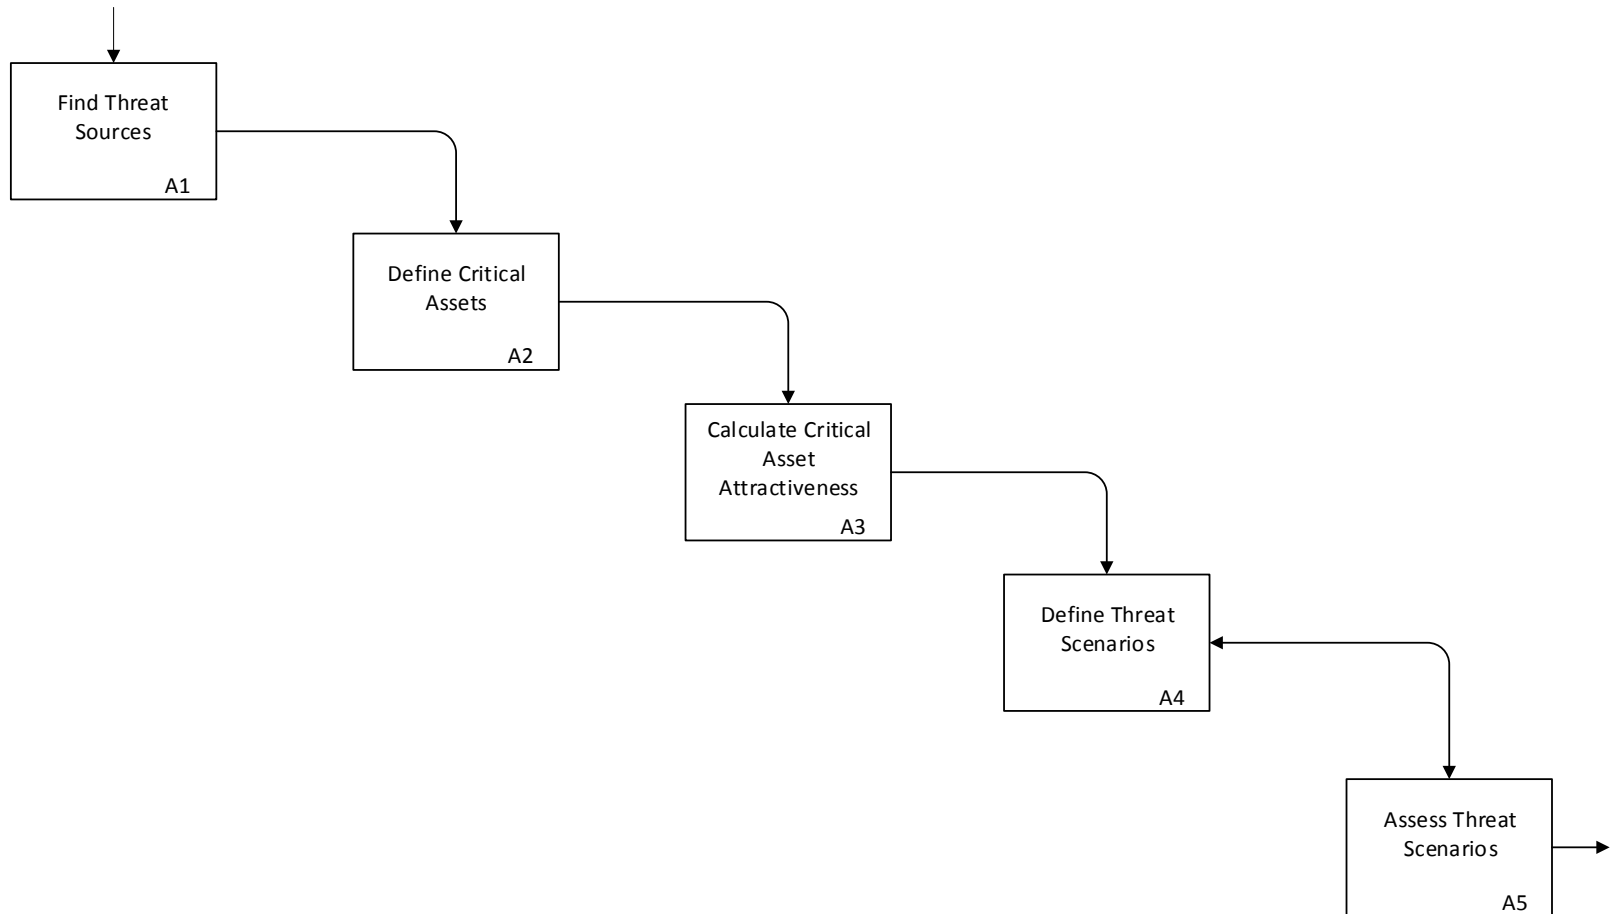 Find Threat
Sources
A1
Define Critical
Assets
A2
Calculate Critical
Asset
Attractiveness
A3
Define Threat
Scenarios
A4
Assess Threat
Scenarios
A5